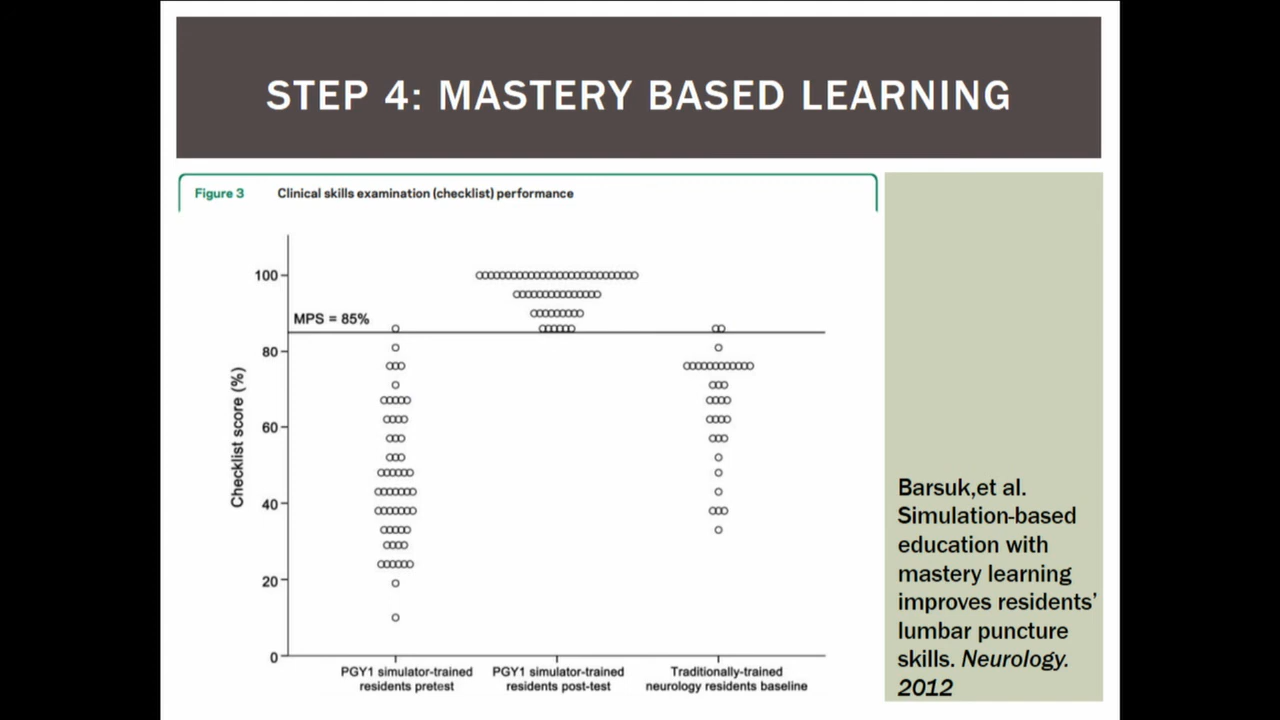 STEP 4: MASTERY BASED LEARNING
Figure 3 Clinical skills examination (checklist) performance
100
MPS = 85%
80
60
40
20
0
Checklist score (%)
PGY1 simulator-trained
residents pretest
PGY1 simulator-trained
residents post-test
Traditionally-trained
neurology residents baseline
Barsuk,et al.
Simulation-based
education with
mastery learning
improves residents’
lumbar puncture
skills. Neurology.
2012